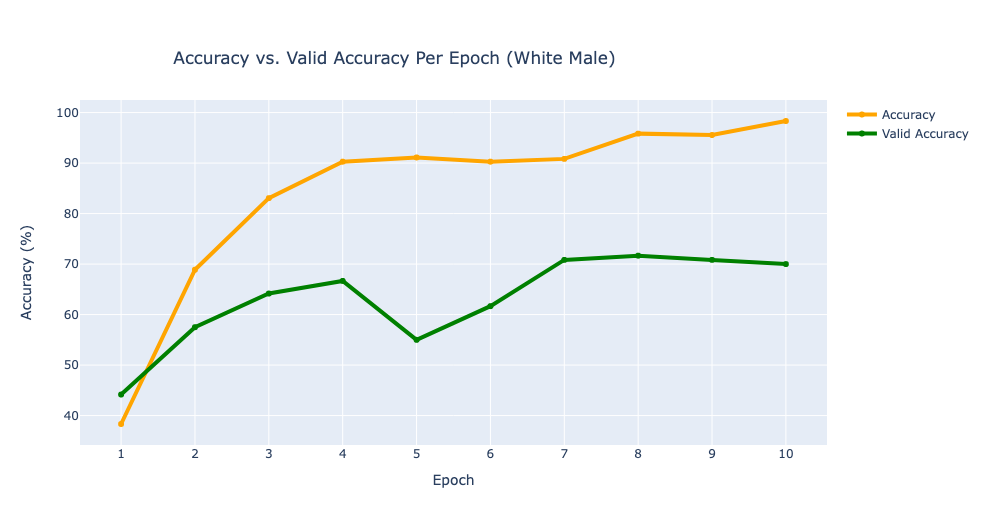 Accuracy vs. Valid Accuracy Per Epoch (White Male)
Accuracy
Valid Accuracy
Accuracy (%)
100
90
80
70
60
50
40
1 2 3 4 5 6 7 8 9 10
Epoch